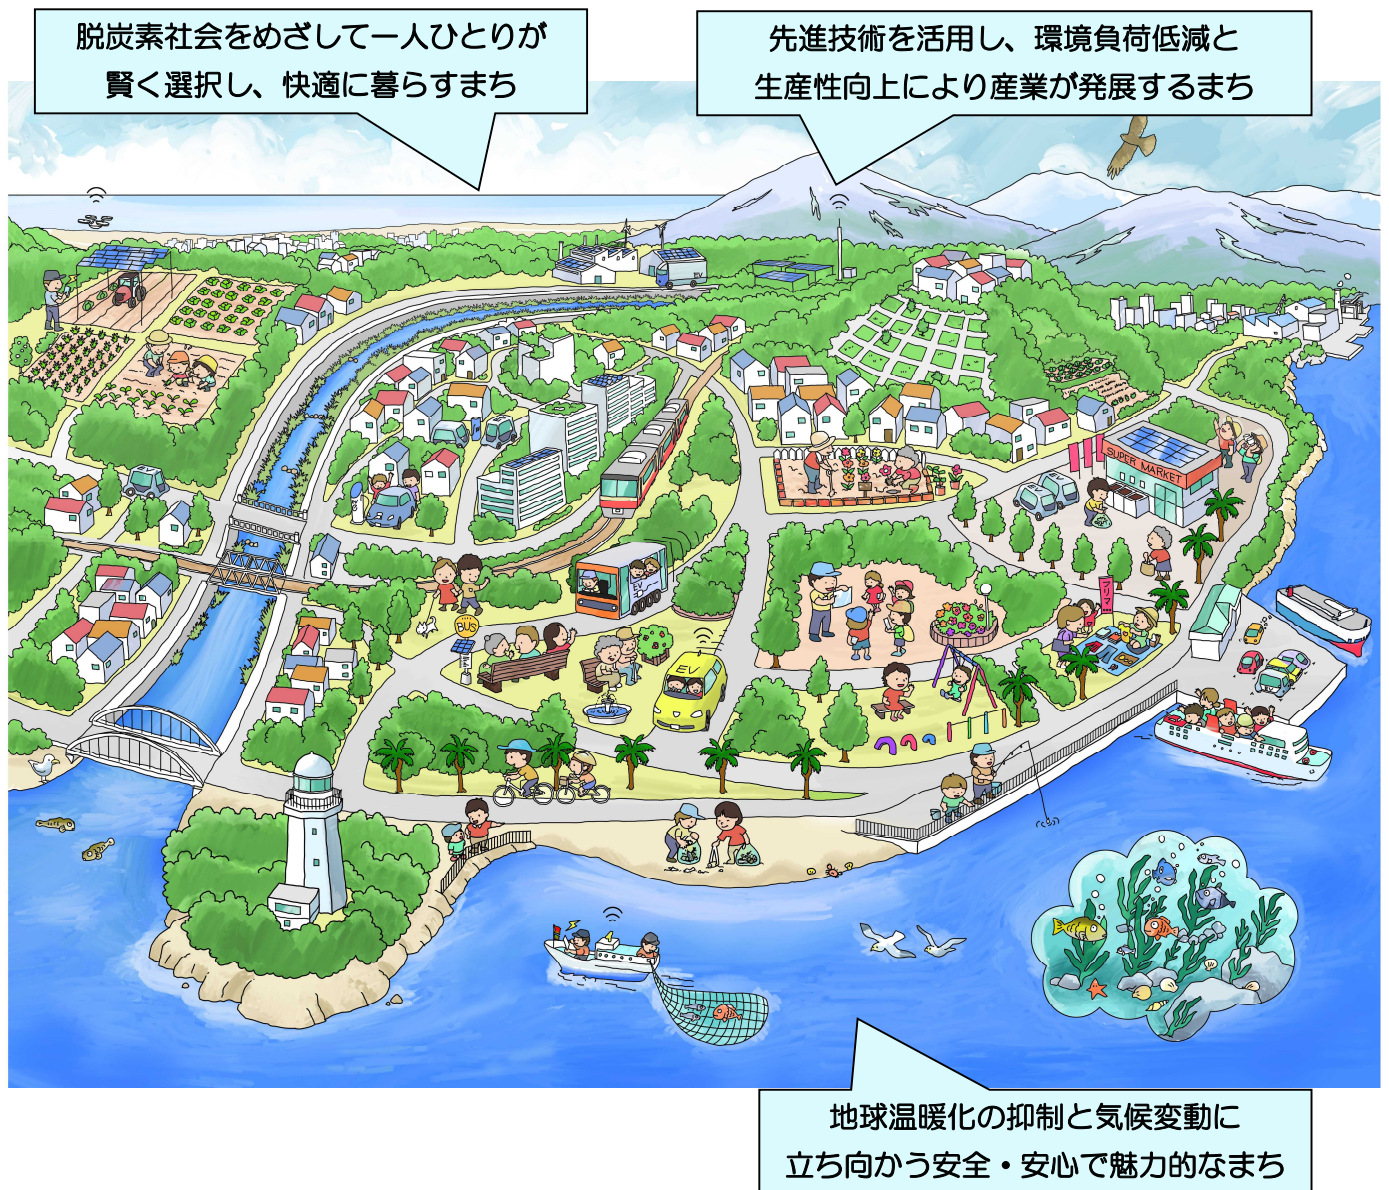 脱炭素社会をめざして一人ひとりが
賢く選択し、快適に暮らすまち
先進技術を活用し、環境負荷低減と
生産性向上により産業が発展するまち
EV
SUPER MARKET
EV
フリマ
BUS
EV
地球温暖化の抑制と気候変動に
立ち向かう安全・安心で魅力的なまち